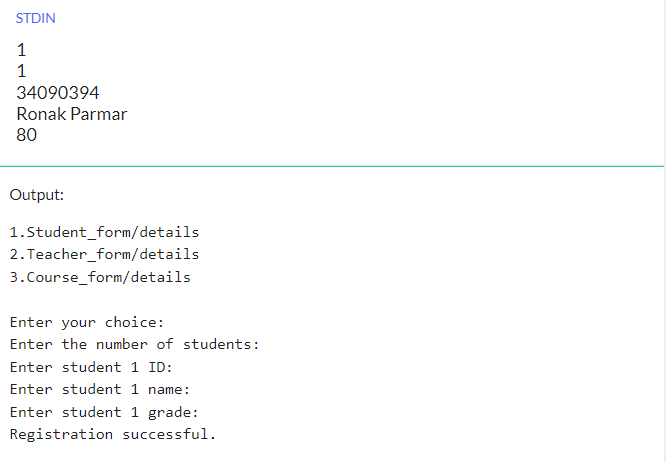 STDIN
1
1
34090394
Ronak Parmar
80
Output:
1.Student_form/details
2.Teacher_form/details
3.Course_form/details
Enter your choice:
Enter the number of students:
Enter student 1 ID:
Enter student 1 name:
Enter student 1 grade:
Registration successful.